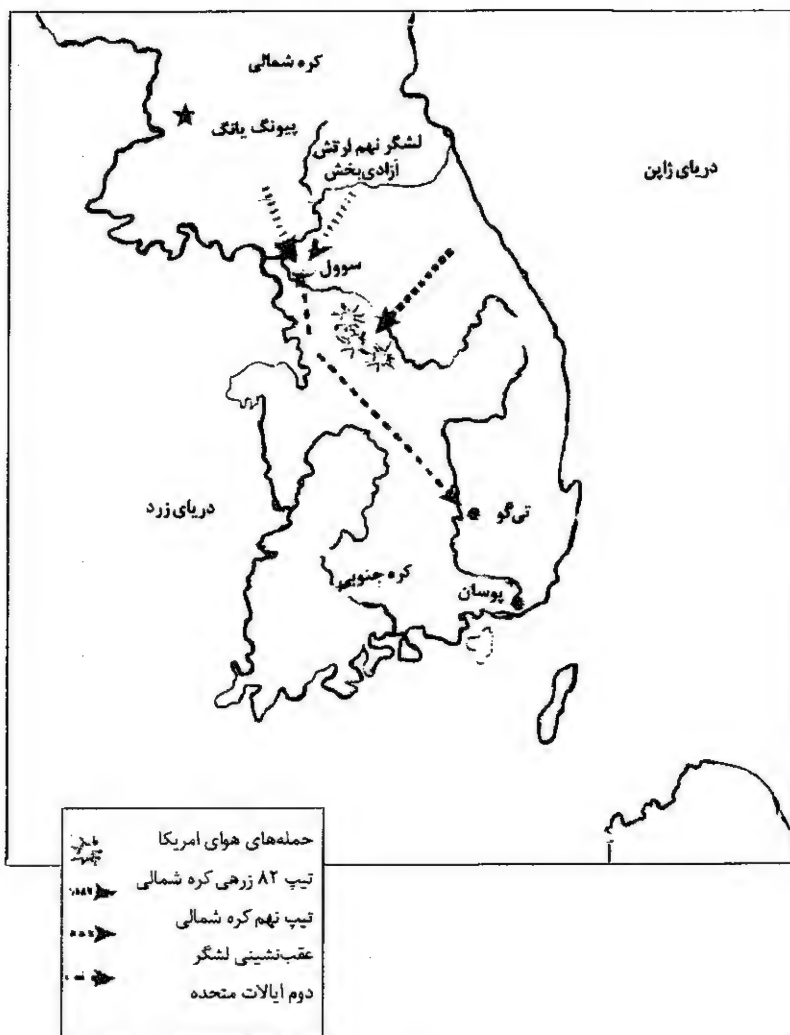 کره شمالی
پیونگ یانگ
لشگر نهم ارتش
آزادی‌بخش
دریای ژاپن
سوول
دریای زرد
تی‌گو
کره جنوبی
پوسان
حمله‌های هوای امریکا
تیپ ۸۲ زرهی کره شمالی
تیپ نهم کره شمالی
عقب‌نشینی لشگر
دوم ایالات متحده